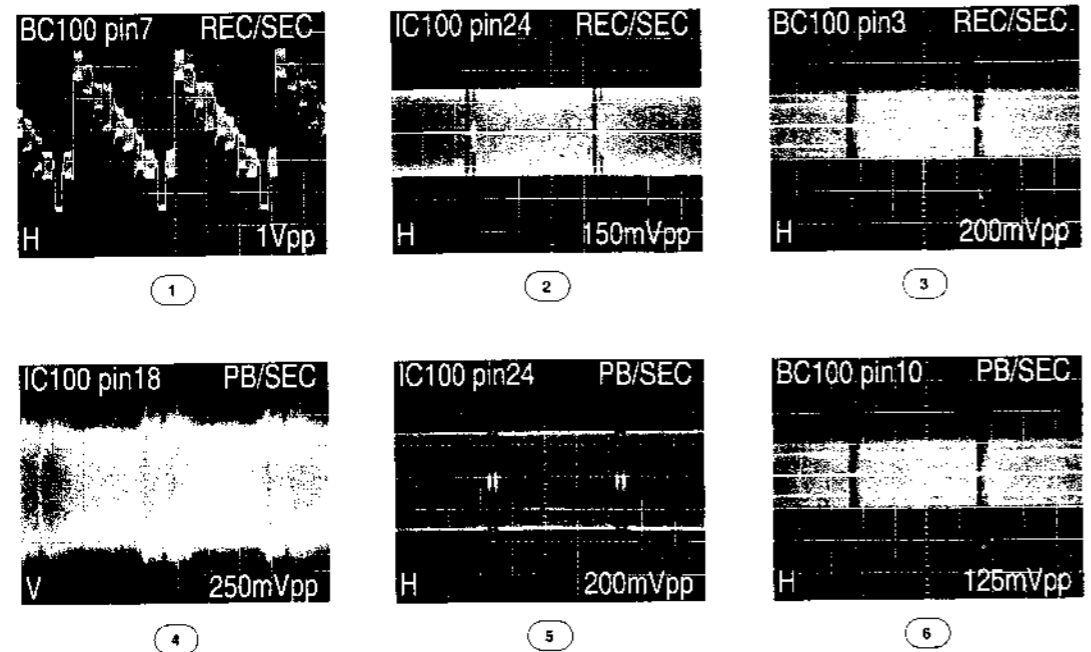 BC100 pin7 REC/SEC
H 1Vpp
1
IC100 pin24 REC/SEC
H 150mVpp
2
BC100 pin3 REC/SEC
H 200mVpp
3
IC100 pin18 PB/SEC
V 250mVpp
4
IC100 pin24 PB/SEC
H 200mVpp
5
BC100 pin10 PB/SEC
H 125mVpp
6